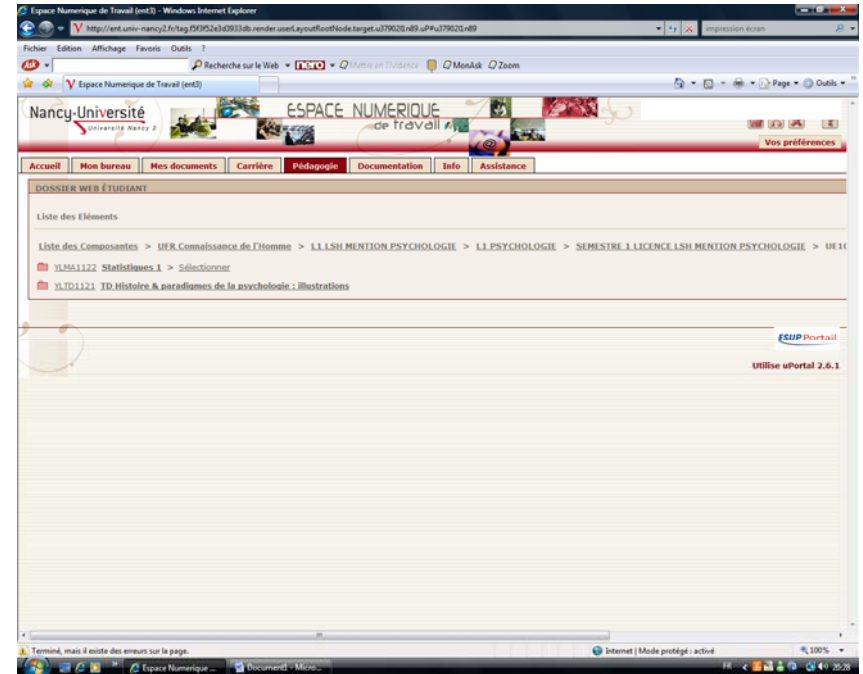 Espace Numerique de Travail (ent3) - Windows Internet Explorer
http://ent.univ-nancy2.fr/tag.f5f3f52e3d3933db.render.userLayoutRootNode.target.u37902l1n89.uP#u37902l1n89
impression écran
Fichier Edition Affichage Favoris Outils ?
Recherche sur le Web Mettre en l'évidence MonAsk Zoom
Espace Numerique de Travail (ent3) Page Outils
Nancy-Université
Université Nancy 2
ESPACE NUMERIQUE
de travail
Vos préférences
Accueil Mon bureau Mes documents Carrière Pédagogie Documentation Info Assistance
DOSSIER WEB ÉTUDIANT
Liste des Eléments
Liste des Composantes > UFR Connaissance de l'Homme > L1 LSH MENTION PSYCHOLOGIE > L1 PSYCHOLOGIE > SEMESTRE 1 LICENCE LSH MENTION PSYCHOLOGIE > UE1
YLMA1122 Statistiques 1 > Sélectionner
YLTD1121 TD Histoire & paradigmes de la psychologie : illustrations
ESUP Portail
Utilise uPortal 2.6.1
Terminé, mais il existe des erreurs sur la page. Internet | Mode protégé : activé 100%
Espace Numerique ... Document1 - Micro... FR 20:28